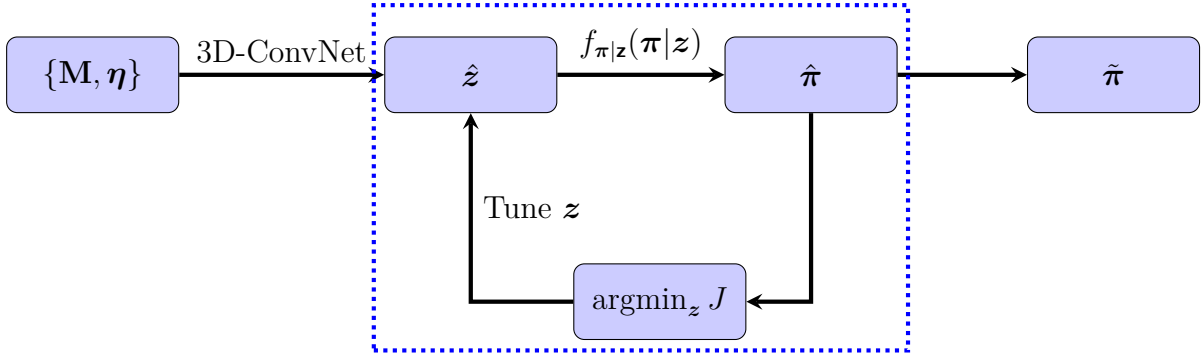 {M, η}
3D-ConvNet
ẑ
f_{π|z}(π|z)
π̂
π̃
Tune z
argmin_z J